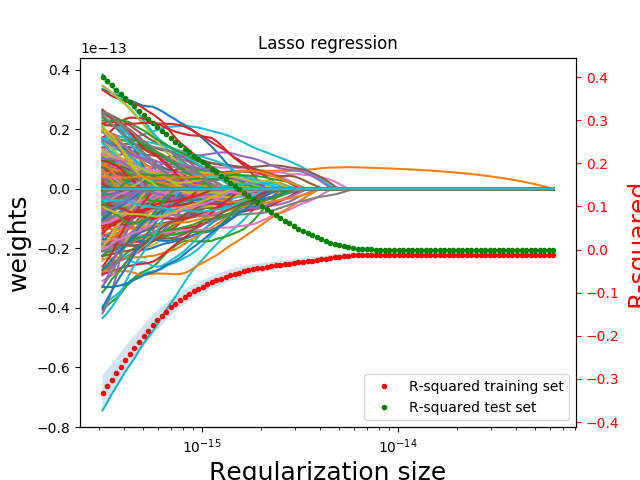 Lasso regression
1e−13
0.4
0.2
0.0
−0.2
−0.4
−0.6
−0.8
weights
10−15
10−14
Regularization size
0.4
0.3
0.2
0.1
0.0
−0.1
−0.2
−0.3
−0.4
R-squared
R-squared training set
R-squared test set